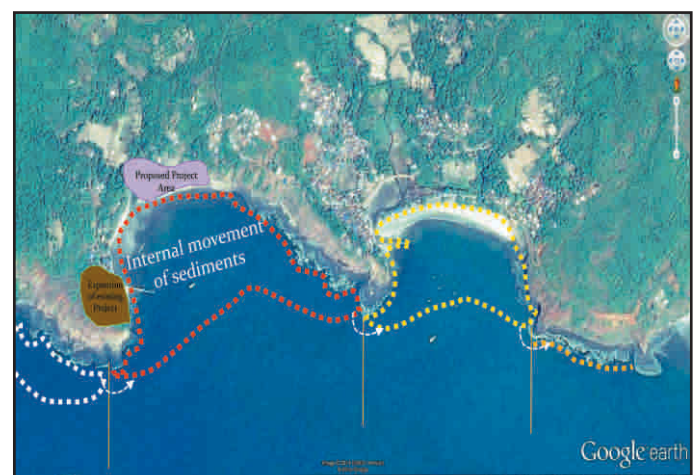 Proposed Project
Area
Internal movement
of sediments
Expansion
of existing
Project
Google earth